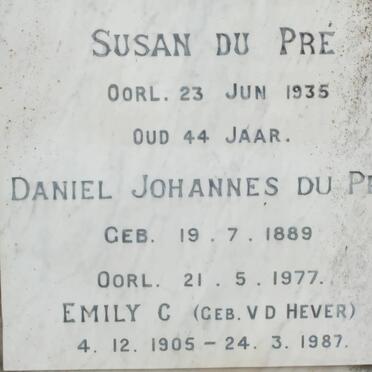 SUSAN DU PRÉ
OORL. 23 JUN 1935
OUD 44 JAAR.
DANIEL JOHANNES DU
GEB. 19.7.1889
OORL. 21.5.1977.
EMILY C (GEB. V D HEVER)
4.12.1905 – 24.3.1987.